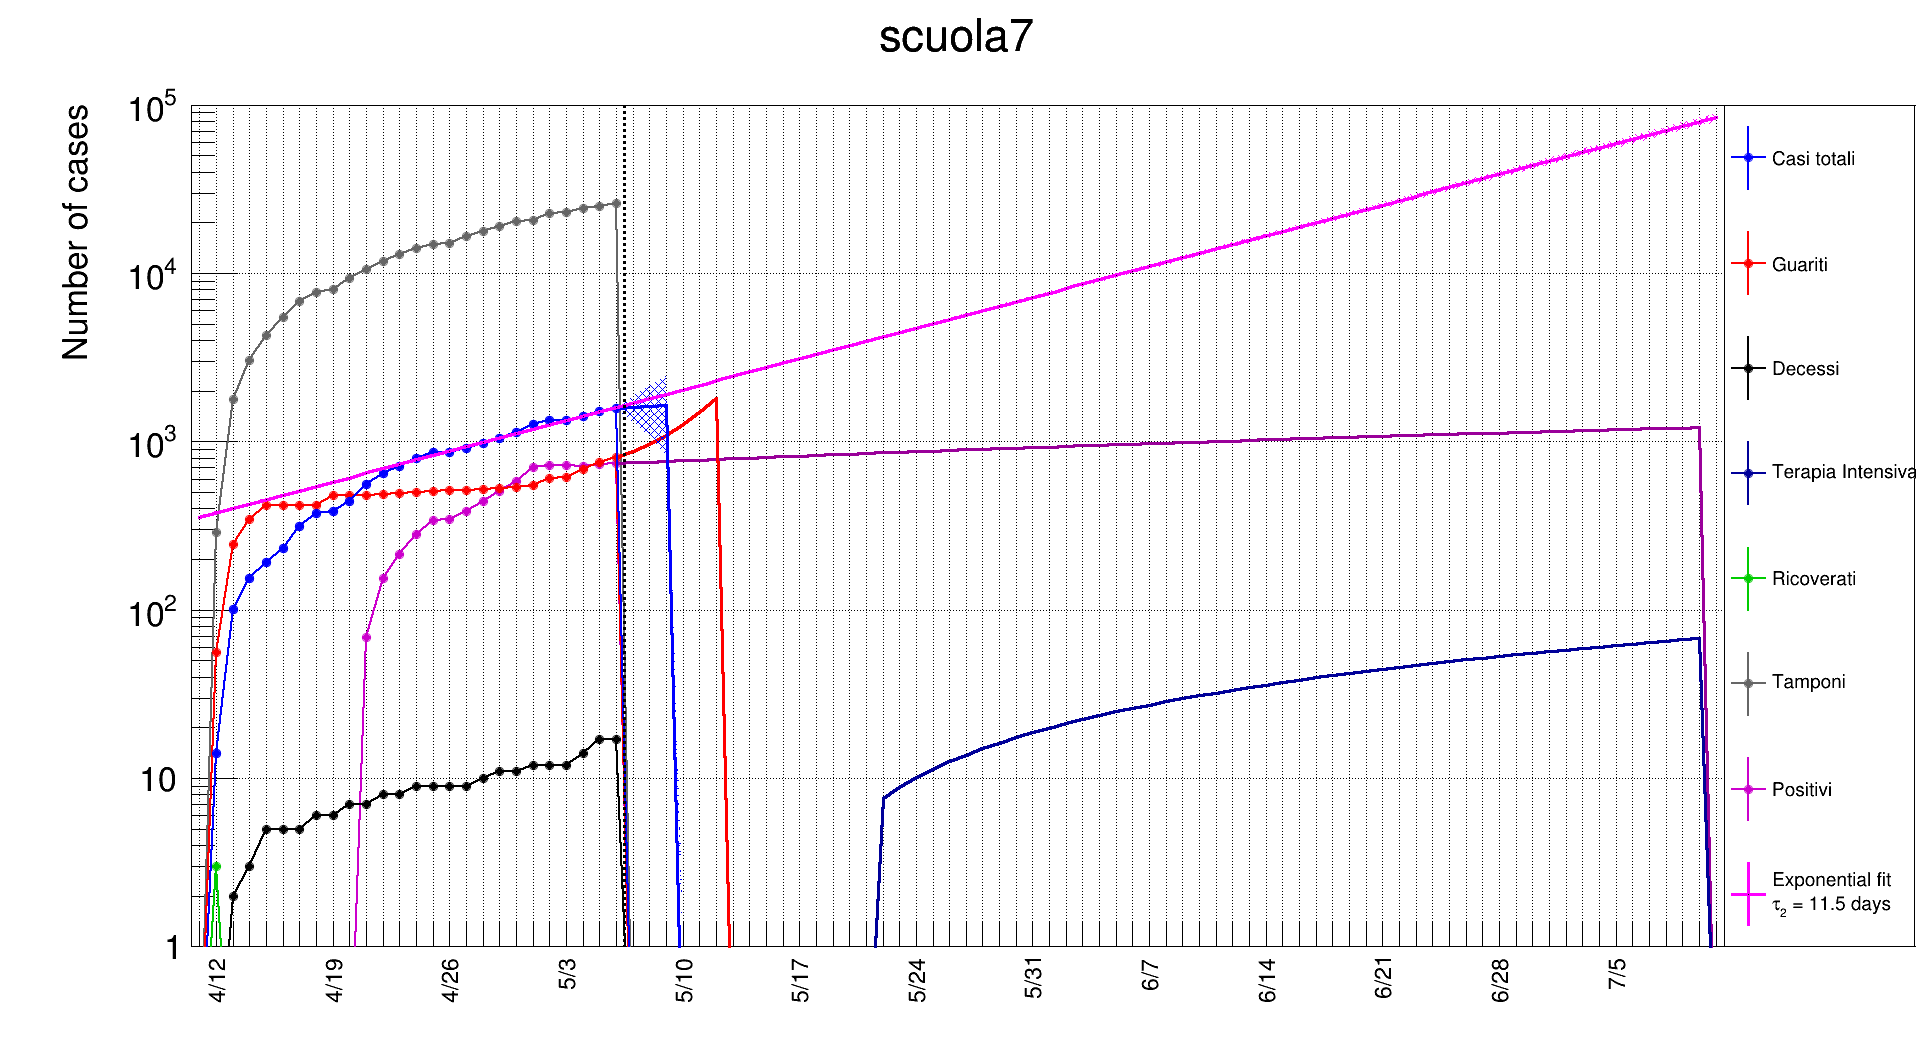 scuola7
Number of cases
10^5
10^4
10^3
10^2
10
1
4/12
4/19
4/26
5/3
5/10
5/17
5/24
5/31
6/7
6/14
6/21
6/28
7/5
Casi totali
Guariti
Decessi
Terapia Intensiva
Ricoverati
Tamponi
Positivi
Exponential fit
τ_2 = 11.5 days